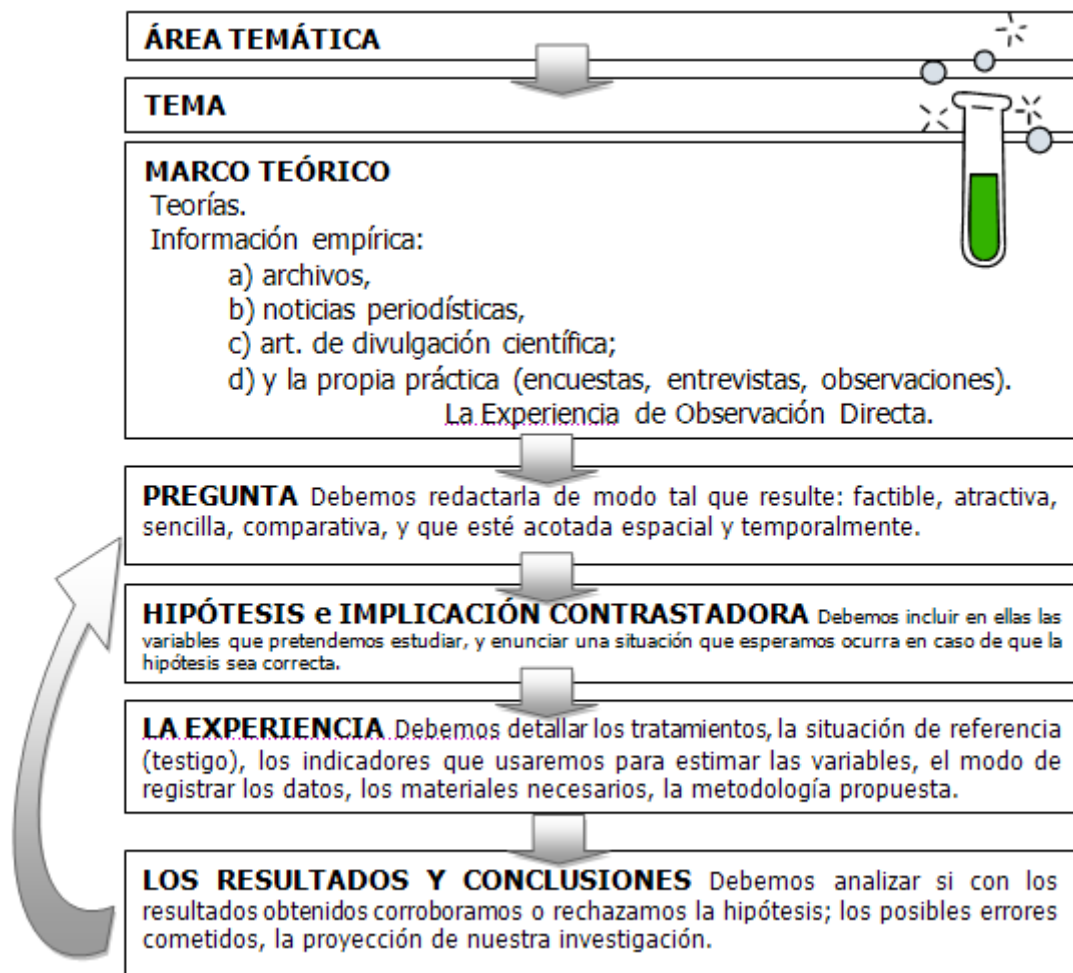 ÁREA TEMÁTICA
TEMA
MARCO TEÓRICO
Teorías.
Información empírica:
a) archivos,
b) noticias periodísticas,
c) art. de divulgación científica;
d) y la propia práctica (encuestas, entrevistas, observaciones).
La Experiencia de Observación Directa.
PREGUNTA Debemos redactarla de modo tal que resulte: factible, atractiva,
sencilla, comparativa, y que esté acotada espacial y temporalmente.
HIPÓTESIS e IMPLICACIÓN CONTRASTADORA Debemos incluir en ellas las
variables que pretendemos estudiar, y enunciar una situación que esperamos ocurra en caso de que la
hipótesis sea correcta.
LA EXPERIENCIA Debemos detallar los tratamientos, la situación de referencia
(testigo), los indicadores que usaremos para estimar las variables, el modo de
registrar los datos, los materiales necesarios, la metodología propuesta.
LOS RESULTADOS Y CONCLUSIONES Debemos analizar si con los
resultados obtenidos corroboramos o rechazamos la hipótesis; los posibles errores
cometidos, la proyección de nuestra investigación.